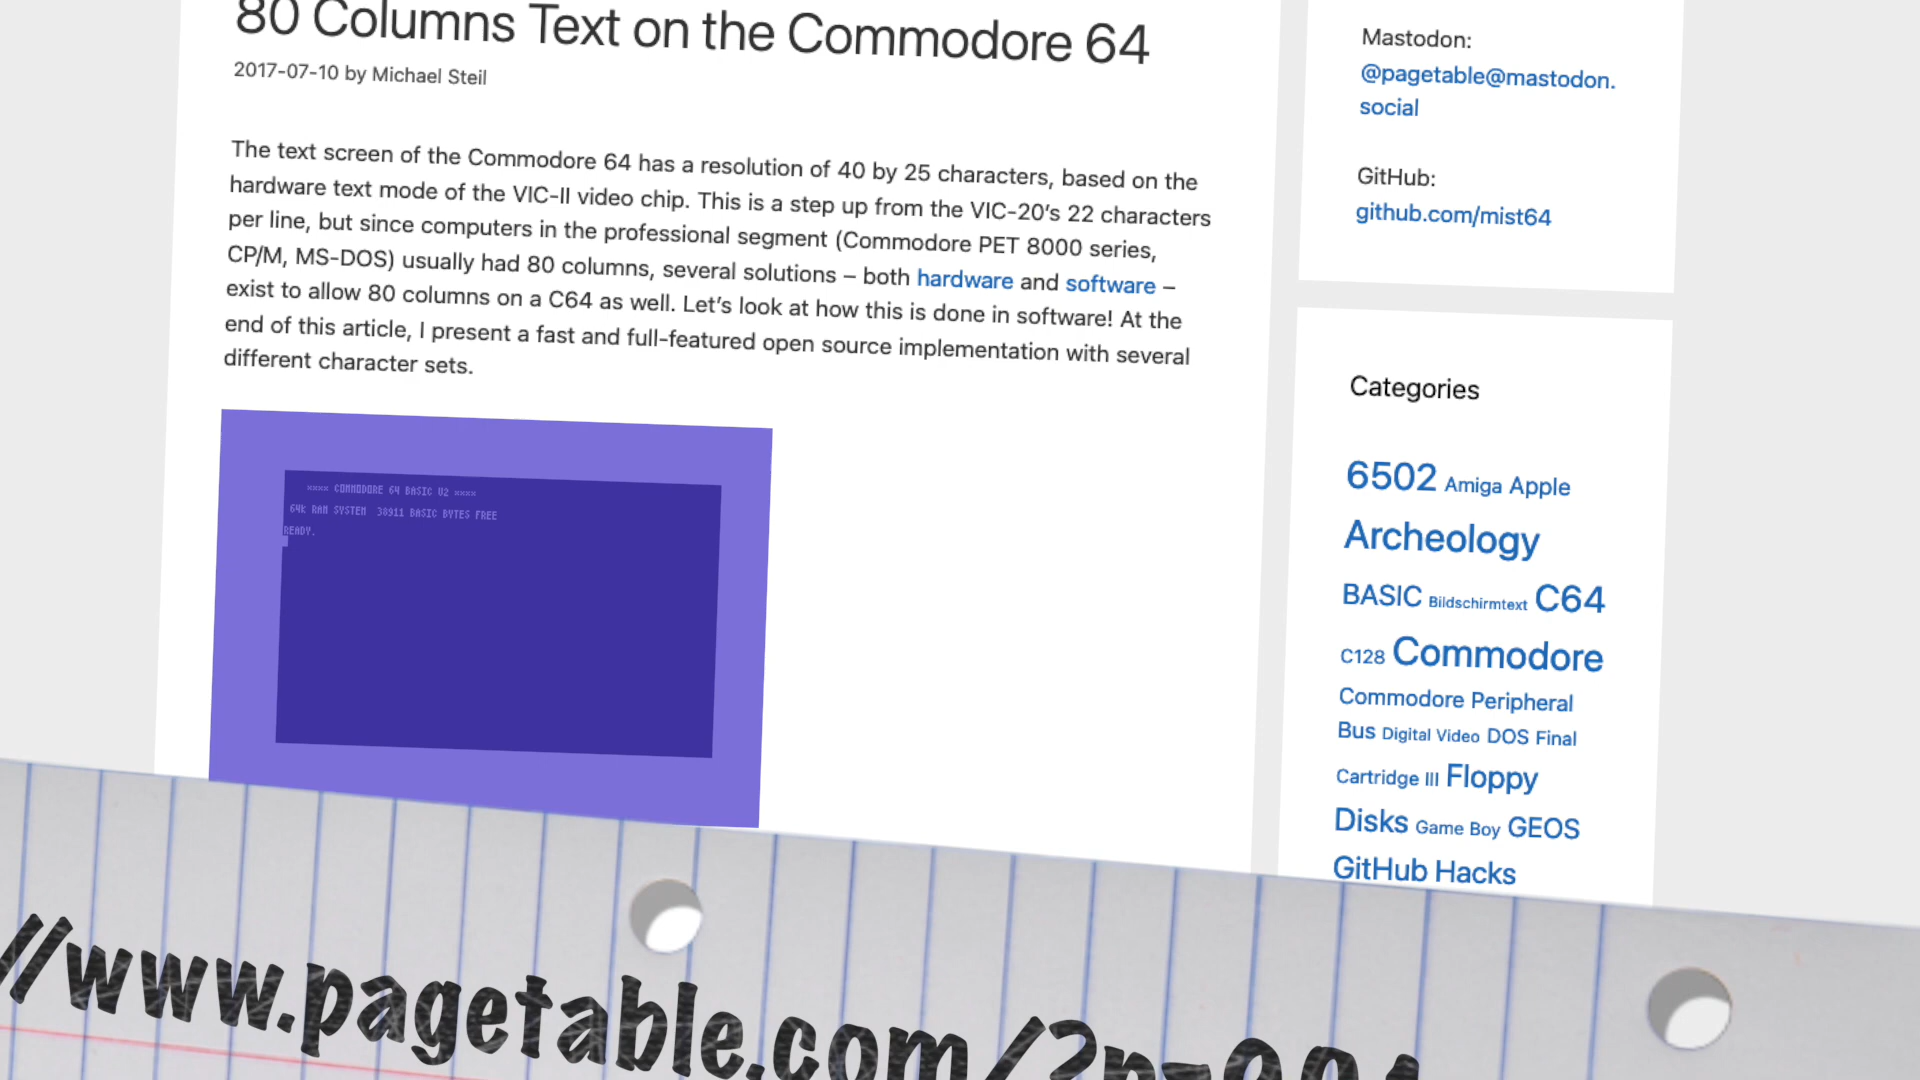 80 Columns Text on the Commodore 64
2017-07-10 by Michael Steil
The text screen of the Commodore 64 has a resolution of 40 by 25 characters, based on the
hardware text mode of the VIC-II video chip. This is a step up from the VIC-20's 22 characters
per line, but since computers in the professional segment (Commodore PET 8000 series,
CP/M, MS-DOS) usually had 80 columns, several solutions – both hardware and software –
exist to allow 80 columns on a C64 as well. Let's look at how this is done in software! At the
end of this article, I present a fast and full-featured open source implementation with several
different character sets.
**** COMMODORE 64 BASIC V2 ****
64K RAM SYSTEM 38911 BASIC BYTES FREE
READY.
Mastodon:
@pagetable@mastodon.
social
GitHub:
github.com/mist64
Categories
6502 Amiga Apple
Archeology
BASIC Bildschirmtext C64
C128 Commodore
Commodore Peripheral
Bus Digital Video DOS Final
Cartridge III Floppy
Disks Game Boy GEOS
GitHub Hacks
//www.pagetable.com/